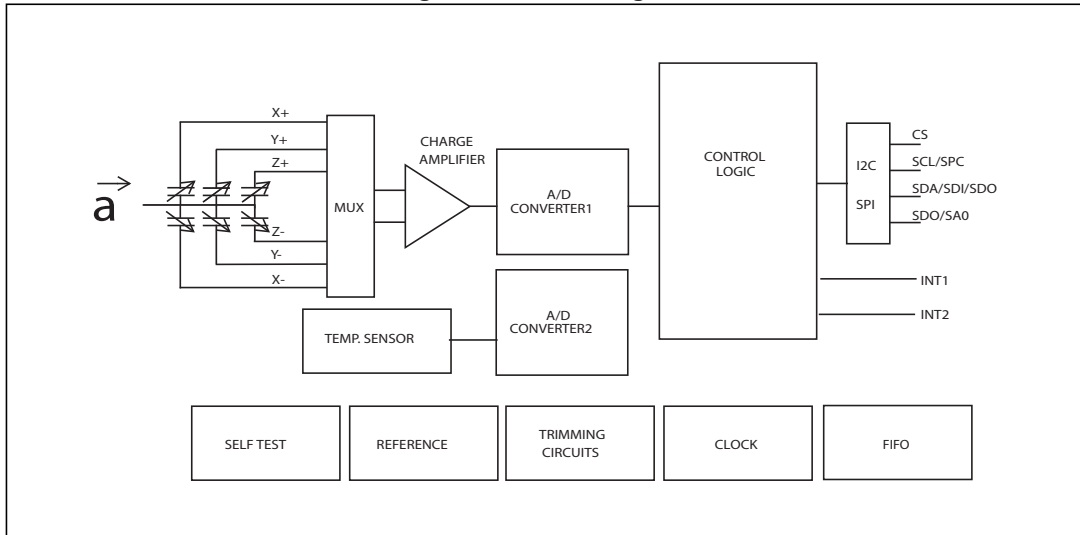 X+
Y+
Z+
a
Z-
Y-
X-
MUX
CHARGE
AMPLIFIER
A/D
CONVERTER1
CONTROL
LOGIC
I2C
SPI
CS
SCL/SPC
SDA/SDI/SDO
SDO/SA0
INT1
INT2
TEMP. SENSOR
A/D
CONVERTER2
SELF TEST
REFERENCE
TRIMMING
CIRCUITS
CLOCK
FIFO